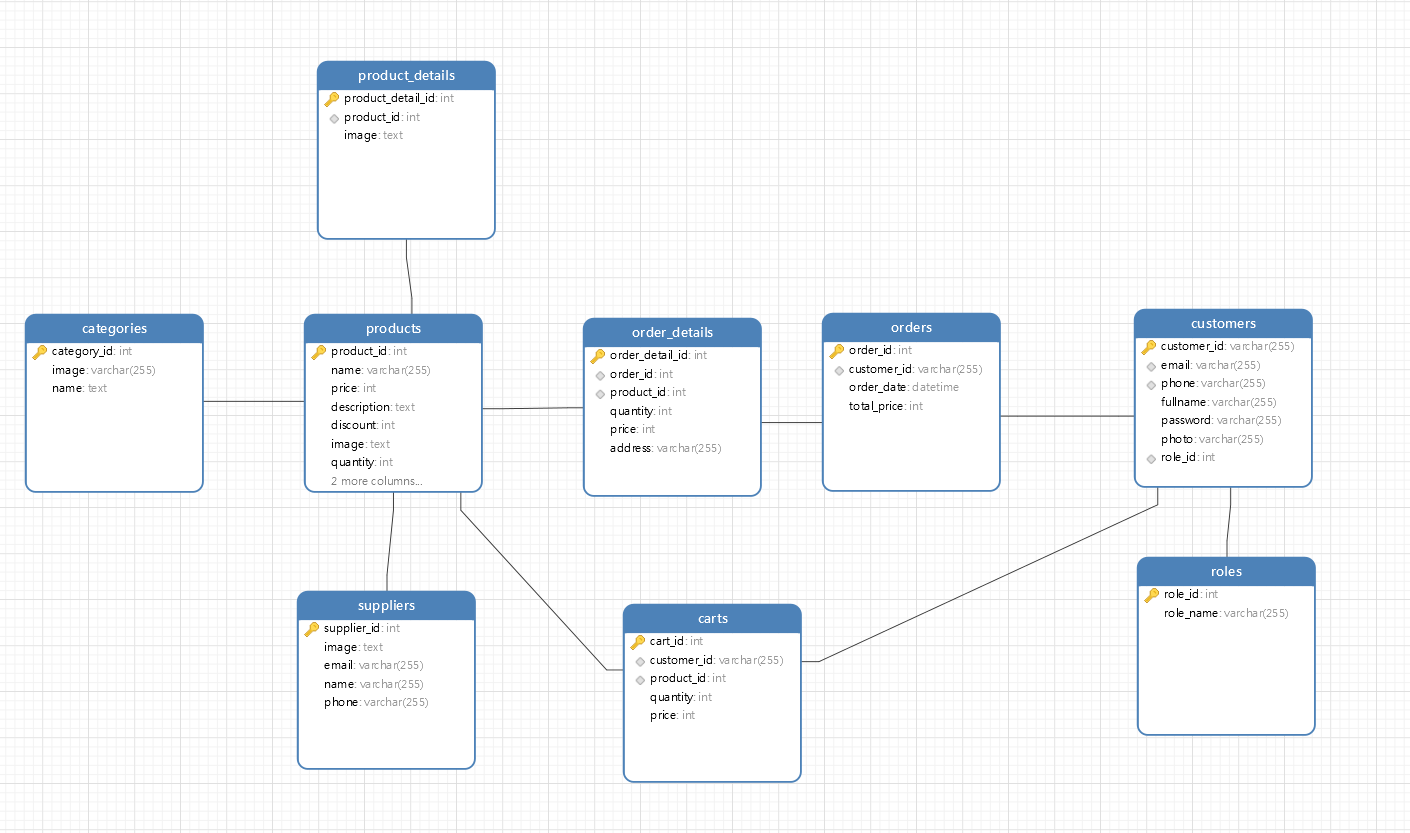 product_details
product_detail_id: int
product_id: int
image: text
categories
category_id: int
image: varchar(255)
name: text
products
product_id: int
name: varchar(255)
price: int
description: text
discount: int
image: text
quantity: int
2 more columns...
order_details
order_detail_id: int
order_id: int
product_id: int
quantity: int
price: int
address: varchar(255)
orders
order_id: int
customer_id: varchar(255)
order_date: datetime
total_price: int
customers
customer_id: varchar(255)
email: varchar(255)
phone: varchar(255)
fullname: varchar(255)
password: varchar(255)
photo: varchar(255)
role_id: int
suppliers
supplier_id: int
image: text
email: varchar(255)
name: varchar(255)
phone: varchar(255)
carts
cart_id: int
customer_id: varchar(255)
product_id: int
quantity: int
price: int
roles
role_id: int
role_name: varchar(255)